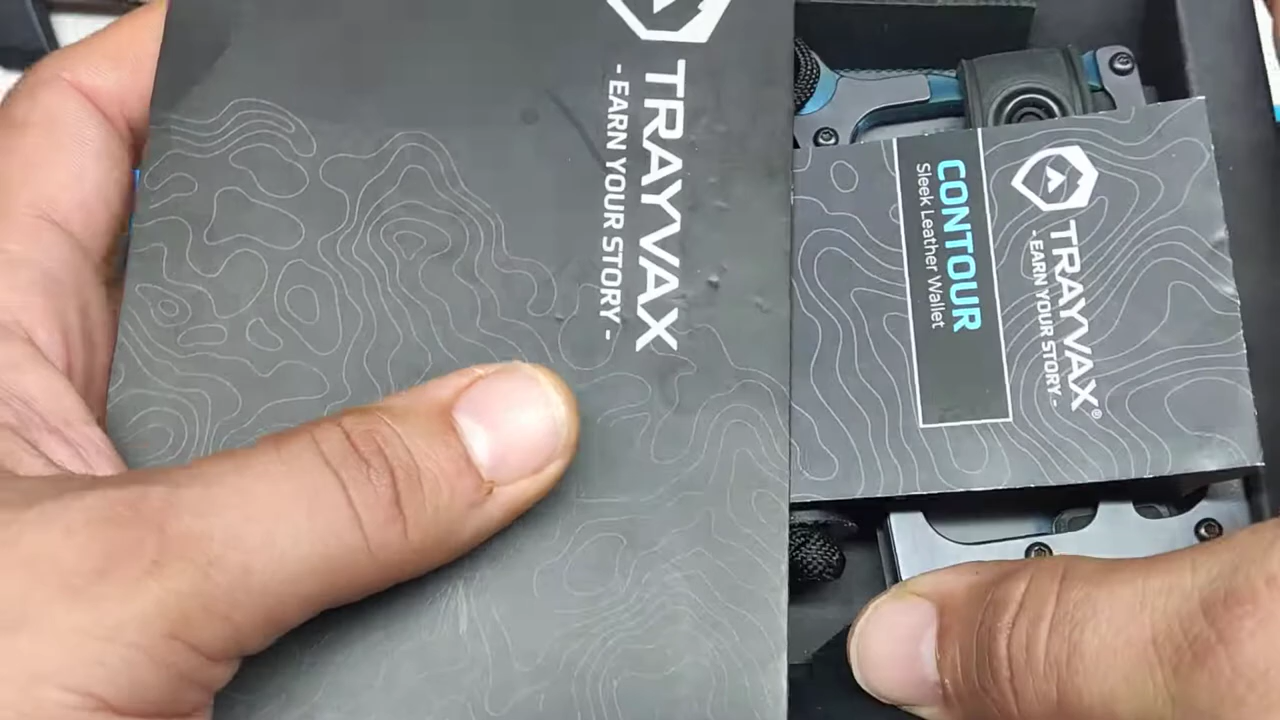 TRAYVAX
- EARN YOUR STORY -
TRAYVAX®
- EARN YOUR STORY -
CONTOUR
Sleek Leather Wallet